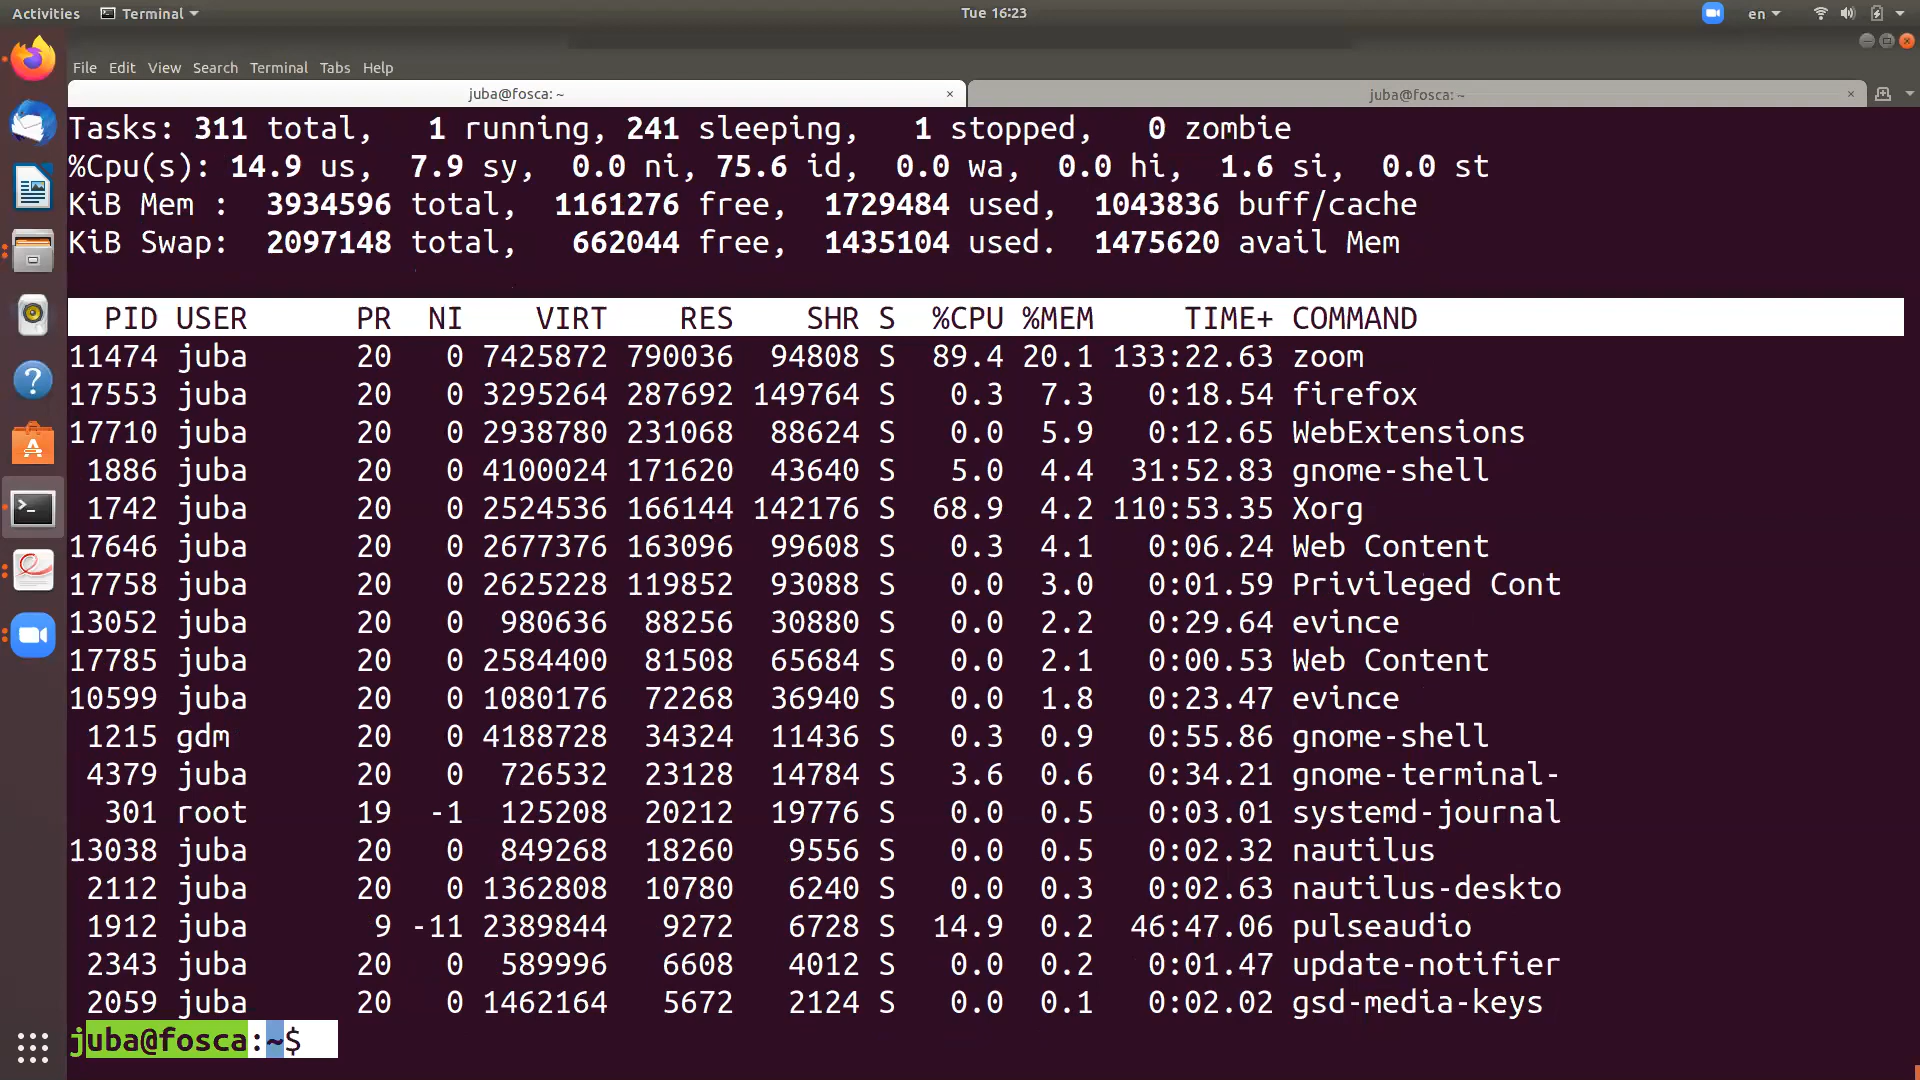 Activities Terminal Tue 16:23 en
File Edit View Search Terminal Tabs Help
juba@fosca: ~ × juba@fosca: ~ ×
Tasks: 311 total, 1 running, 241 sleeping, 1 stopped, 0 zombie
%Cpu(s): 14.9 us, 7.9 sy, 0.0 ni, 75.6 id, 0.0 wa, 0.0 hi, 1.6 si, 0.0 st
KiB Mem : 3934596 total, 1161276 free, 1729484 used, 1043836 buff/cache
KiB Swap: 2097148 total, 662044 free, 1435104 used. 1475620 avail Mem
PID USER PR NI VIRT RES SHR S %CPU %MEM TIME+ COMMAND
11474 juba 20 0 7425872 790036 94808 S 89.4 20.1 133:22.63 zoom
17553 juba 20 0 3295264 287692 149764 S 0.3 7.3 0:18.54 firefox
17710 juba 20 0 2938780 231068 88624 S 0.0 5.9 0:12.65 WebExtensions
1886 juba 20 0 4100024 171620 43640 S 5.0 4.4 31:52.83 gnome-shell
1742 juba 20 0 2524536 166144 142176 S 68.9 4.2 110:53.35 Xorg
17646 juba 20 0 2677376 163096 99608 S 0.3 4.1 0:06.24 Web Content
17758 juba 20 0 2625228 119852 93088 S 0.0 3.0 0:01.59 Privileged Cont
13052 juba 20 0 980636 88256 30880 S 0.0 2.2 0:29.64 evince
17785 juba 20 0 2584400 81508 65684 S 0.0 2.1 0:00.53 Web Content
10599 juba 20 0 1080176 72268 36940 S 0.0 1.8 0:23.47 evince
1215 gdm 20 0 4188728 34324 11436 S 0.3 0.9 0:55.86 gnome-shell
4379 juba 20 0 726532 23128 14784 S 3.6 0.6 0:34.21 gnome-terminal-
301 root 19 -1 125208 20212 19776 S 0.0 0.5 0:03.01 systemd-journal
13038 juba 20 0 849268 18260 9556 S 0.0 0.5 0:02.32 nautilus
2112 juba 20 0 1362808 10780 6240 S 0.0 0.3 0:02.63 nautilus-deskto
1912 juba 9 -11 2389844 9272 6728 S 14.9 0.2 46:47.06 pulseaudio
2343 juba 20 0 589996 6608 4012 S 0.0 0.2 0:01.47 update-notifier
2059 juba 20 0 1462164 5672 2124 S 0.0 0.1 0:02.02 gsd-media-keys
juba@fosca:~$